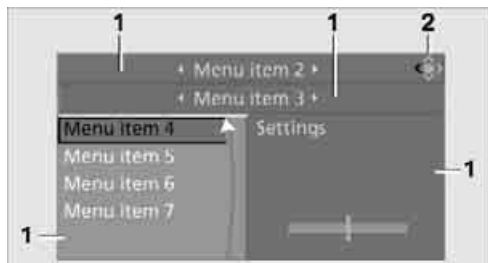 1 1 2
◂ Menu item 2 ▸
◂ Menu item 3 ▸
Menu item 4 Settings
Menu item 5
Menu item 6
1
Menu item 7
1